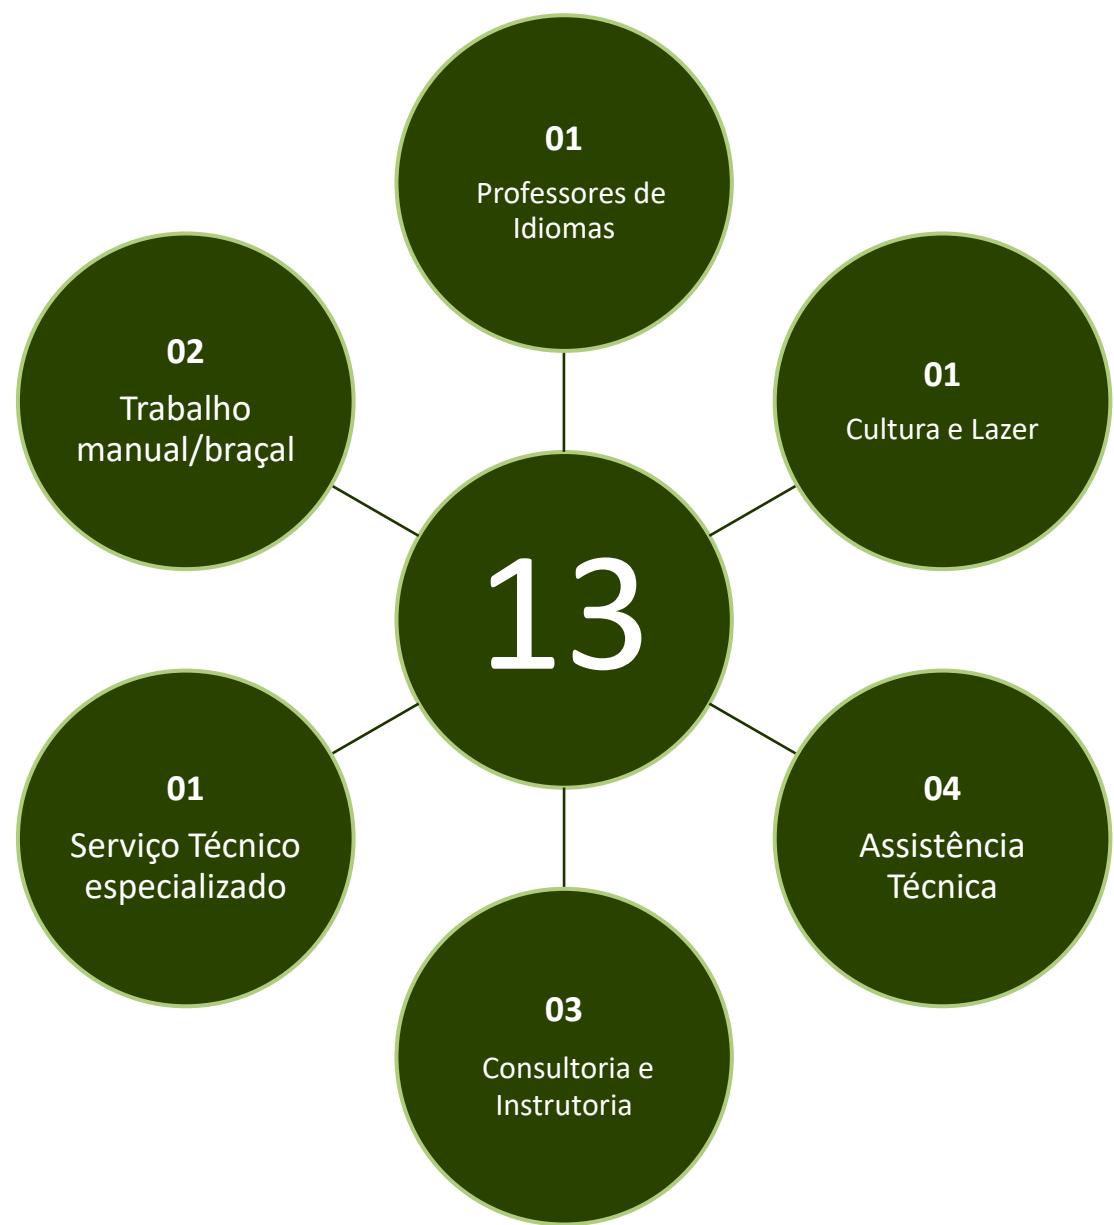 01
Professores de
Idiomas
01
Cultura e Lazer
04
Assistência
Técnica
03
Consultoria e
Instrutoria
01
Serviço Técnico
especializado
02
Trabalho
manual/braçal
13